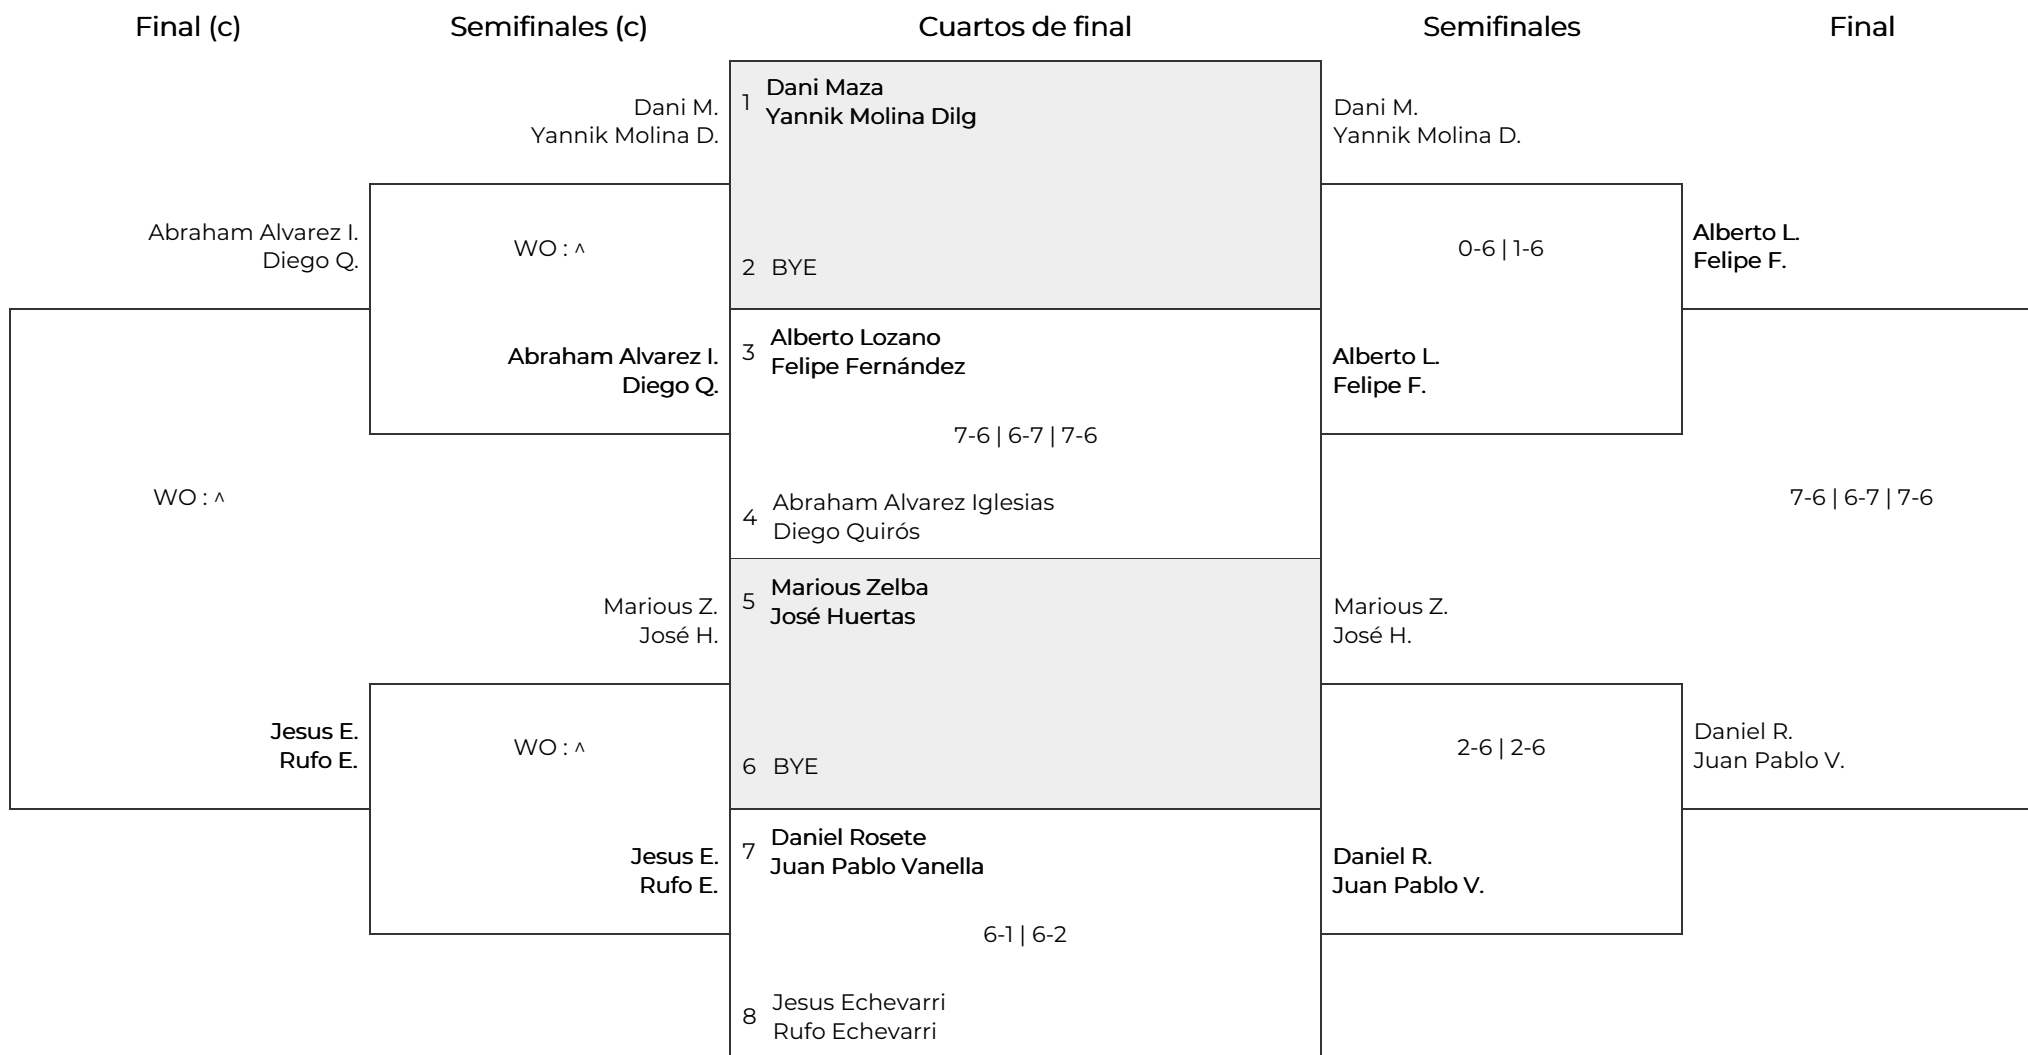 Final (c)
Semifinales (c)
Cuartos de final
Semifinales
Final
Abraham Alvarez I.
Diego Q.
WO : ^
Jesus E.
Rufo E.
Dani M.
Yannik Molina D.
WO : ^
Abraham Alvarez I.
Diego Q.
Marious Z.
José H.
WO : ^
Jesus E.
Rufo E.
1 Dani Maza
Yannik Molina Dilg
2 BYE
3 Alberto Lozano
Felipe Fernández
7-6 | 6-7 | 7-6
4 Abraham Alvarez Iglesias
Diego Quirós
5 Marious Zelba
José Huertas
6 BYE
7 Daniel Rosete
Juan Pablo Vanella
6-1 | 6-2
8 Jesus Echevarri
Rufo Echevarri
Dani M.
Yannik Molina D.
0-6 | 1-6
Alberto L.
Felipe F.
Marious Z.
José H.
2-6 | 2-6
Daniel R.
Juan Pablo V.
Alberto L.
Felipe F.
7-6 | 6-7 | 7-6
Daniel R.
Juan Pablo V.